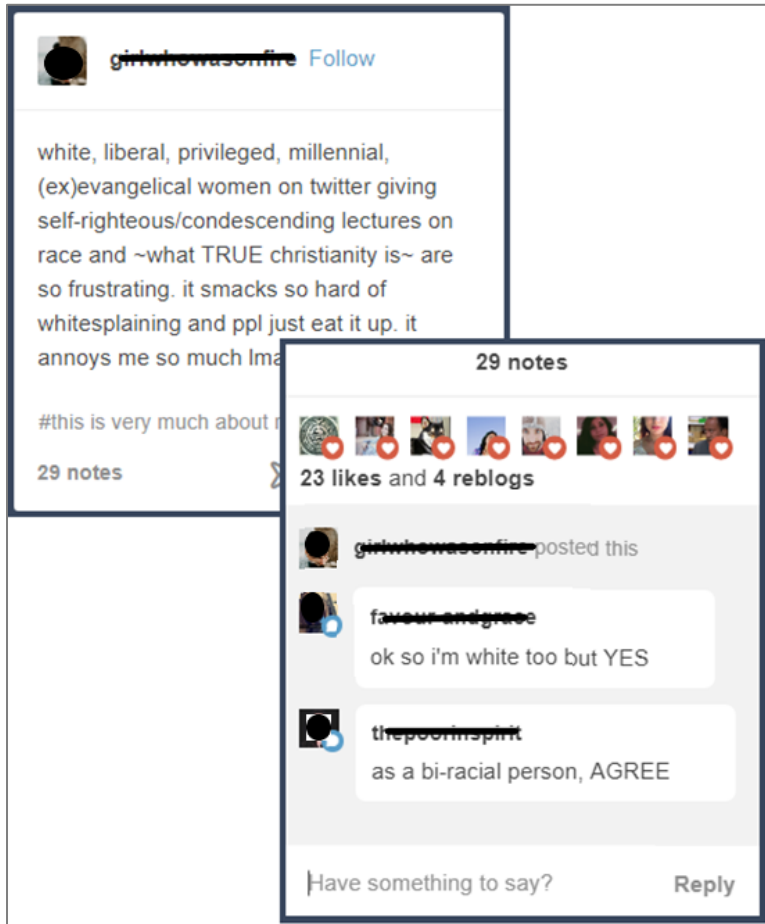 Follow
white, liberal, privileged, millennial,
(ex)evangelical women on twitter giving
self-righteous/condescending lectures on
race and ~what TRUE christianity is~ are
so frustrating. it smacks so hard of
whitesplaining and ppl just eat it up. it
annoys me so much lma
#this is very much about
29 notes
29 notes
23 likes and 4 reblogs
posted this
ok so i'm white too but YES
as a bi-racial person, AGREE
Have something to say? Reply